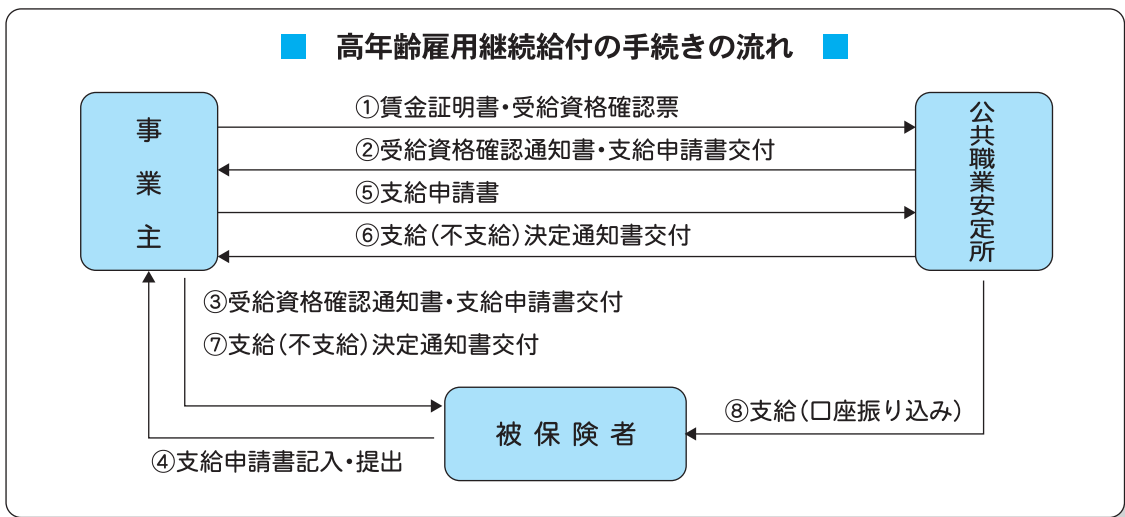 ■ 高年齢雇用継続給付の手続きの流れ ■
事業主
公共職業安定所
①賃金証明書・受給資格確認票
②受給資格確認通知書・支給申請書交付
⑤支給申請書
⑥支給(不支給)決定通知書交付
③受給資格確認通知書・支給申請書交付
⑦支給(不支給)決定通知書交付
被保険者
⑧支給(口座振り込み)
④支給申請書記入・提出